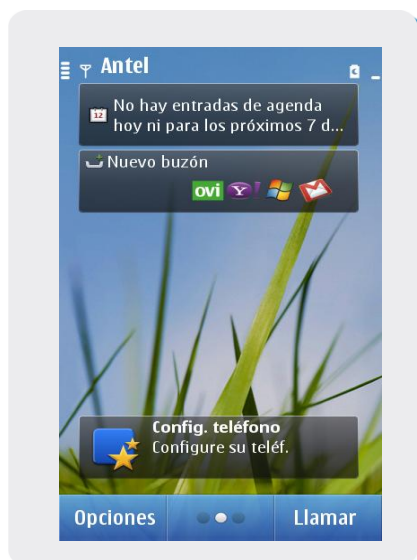 Antel
12
No hay entradas de agenda
hoy ni para los próximos 7 d...
Nuevo buzón
ovi Y!
Config. teléfono
Configure su teléf.
Opciones
Llamar